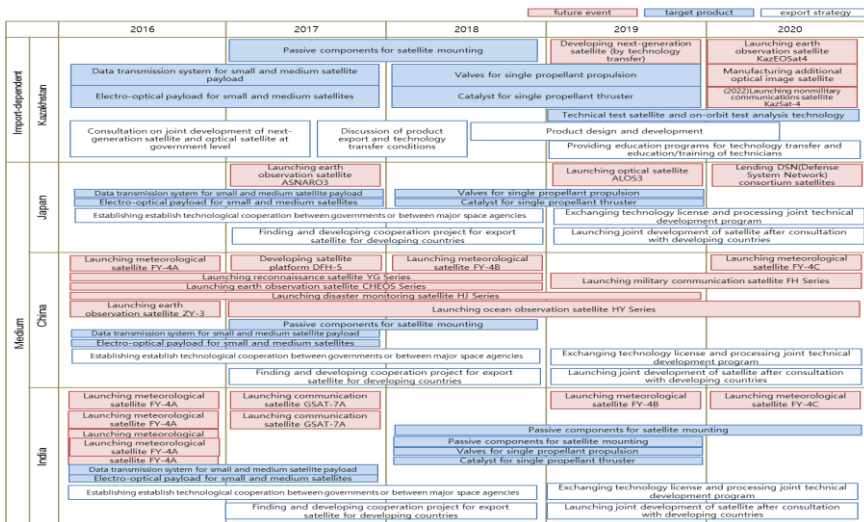 future event
target product
export strategy
2016
2017
2018
2019
2020
Import-dependent
Kazakhstan
Passive components for satellite mounting
Developing next-generation
satellite (by technology
transfer)
Launching earth
observation satellite
KazEOSat4
Data transmission system for small and medium satellite
payload
Valves for single propellant propulsion
Manufacturing additional
optical image satellite
Electro-optical payload for small and medium satellites
Catalyst for single propellant thruster
(2022)Launching nonmilitary
communications satellite
KazSat-4
Technical test satellite and on-orbit test analysis technology
Consultation on joint development of next-
generation satellite and optical satellite at
government level
Discussion of product
export and technology
transfer conditions
Product design and development
Providing education programs for technology transfer and
education/training of technicians
Medium
Japan
Launching earth
observation satellite
ASNARO3
Launching optical satellite
ALOS3
Lending DSN(Defense
System Network)
consortium satellites
Data transmission system for small and medium satellite payload
Valves for single propellant propulsion
Electro-optical payload for small and medium satellites
Catalyst for single propellant thruster
Establishing establish technological cooperation between governments or between major space agencies
Exchanging technology license and processing joint technical
development program
Finding and developing cooperation project for export
satellite for developing countries
Launching joint development of satellite after consultation
with developing countries
China
Launching meteorological
satellite FY-4A
Developing satellite
platform DFH-5
Launching meteorological
satellite FY-4B
Launching meteorological
satellite FY-4C
Launching reconnaissance satellite YG Series
Launching earth observation satellite CHEOS Series
Launching military communication satellite FH Series
Launching disaster monitoring satellite HJ Series
Launching earth
observation satellite ZY-3
Launching ocean observation satellite HY Series
Passive components for satellite mounting
Data transmission system for small and medium satellite payload
Electro-optical payload for small and medium satellites
Establishing establish technological cooperation between governments or between major space agencies
Exchanging technology license and processing joint technical
development program
Finding and developing cooperation project for export
satellite for developing countries
Launching joint development of satellite after consultation
with developing countries
India
Launching meteorological
satellite FY-4A
Launching communication
satellite GSAT-7A
Launching meteorological
satellite FY-4B
Launching meteorological
satellite FY-4C
Launching meteorological
satellite FY-4A
Launching communication
satellite GSAT-7A
Launching meteorological
Launching meteorological
satellite FY-4A
satellite FY-4A
Passive components for satellite mounting
Passive components for satellite mounting
Valves for single propellant propulsion
Data transmission system for small and medium satellite payload
Catalyst for single propellant thruster
Electro-optical payload for small and medium satellites
Establishing establish technological cooperation between governments or between major space agencies
Exchanging technology license and processing joint technical
development program
Finding and developing cooperation project for export
satellite for developing countries
Launching joint development of satellite after consultation
with developing countries